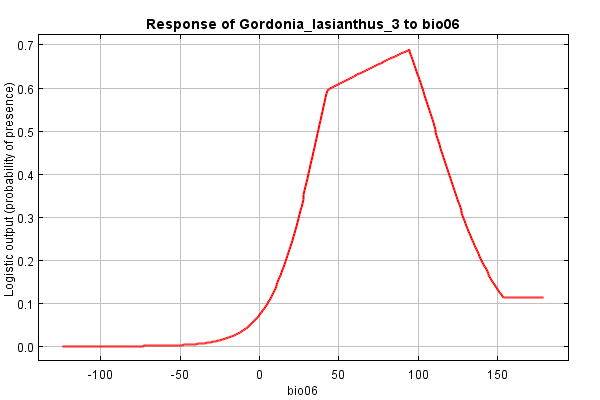 Response of Gordonia_lasianthus_3 to bio06
Logistic output (probability of presence)
0.7
0.6
0.5
0.4
0.3
0.2
0.1
0.0
-100 -50 0 50 100 150
bio06